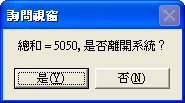 詢問視窗
總和 = 5050, 是否離開系統？
是(Y)
否(N)